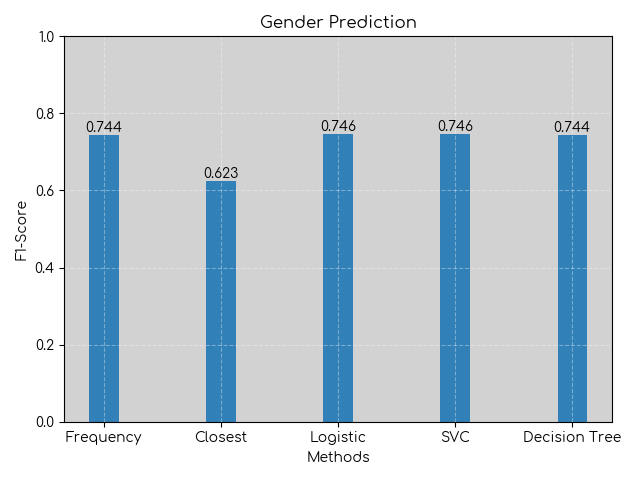 Gender Prediction
1.0
0.8
0.6
0.4
0.2
0.0
F1-Score
0.744
0.623
0.746
0.746
0.744
Frequency
Closest
Logistic
SVC
Decision Tree
Methods